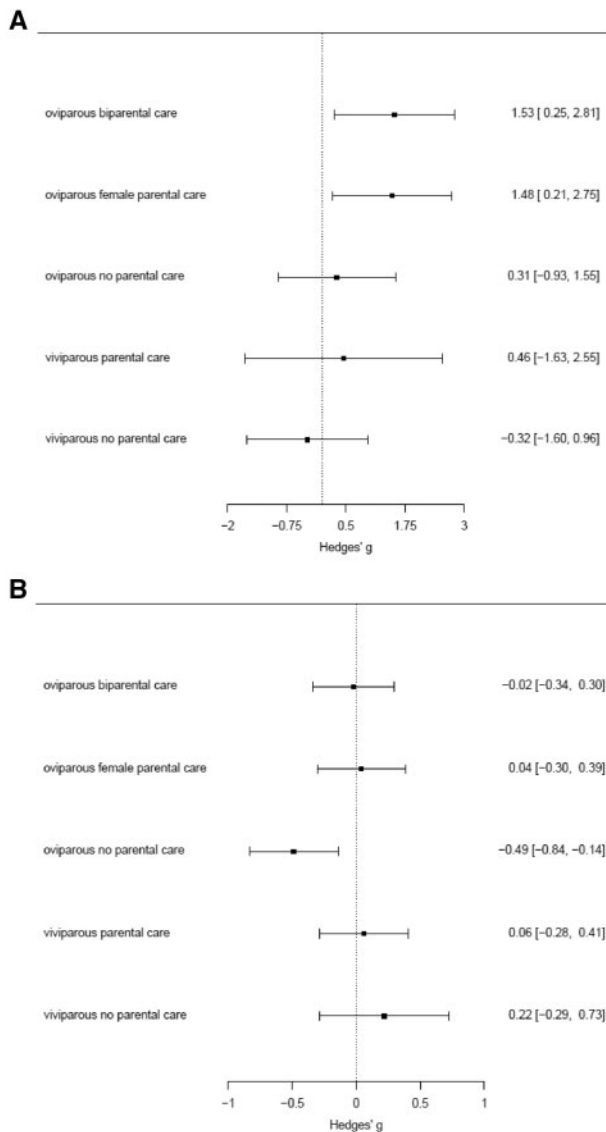 A
oviparous biparental care 1.53 [ 0.25, 2.81]
oviparous female parental care 1.48 [ 0.21, 2.75]
oviparous no parental care 0.31 [−0.93, 1.55]
viviparous parental care 0.46 [−1.63, 2.55]
viviparous no parental care −0.32 [−1.60, 0.96]
−2 −0.75 0.5 1.75 3
Hedges' g
B
oviparous biparental care −0.02 [−0.34, 0.30]
oviparous female parental care 0.04 [−0.30, 0.39]
oviparous no parental care −0.49 [−0.84, −0.14]
viviparous parental care 0.06 [−0.28, 0.41]
viviparous no parental care 0.22 [−0.29, 0.73]
−1 −0.5 0 0.5 1
Hedges' g